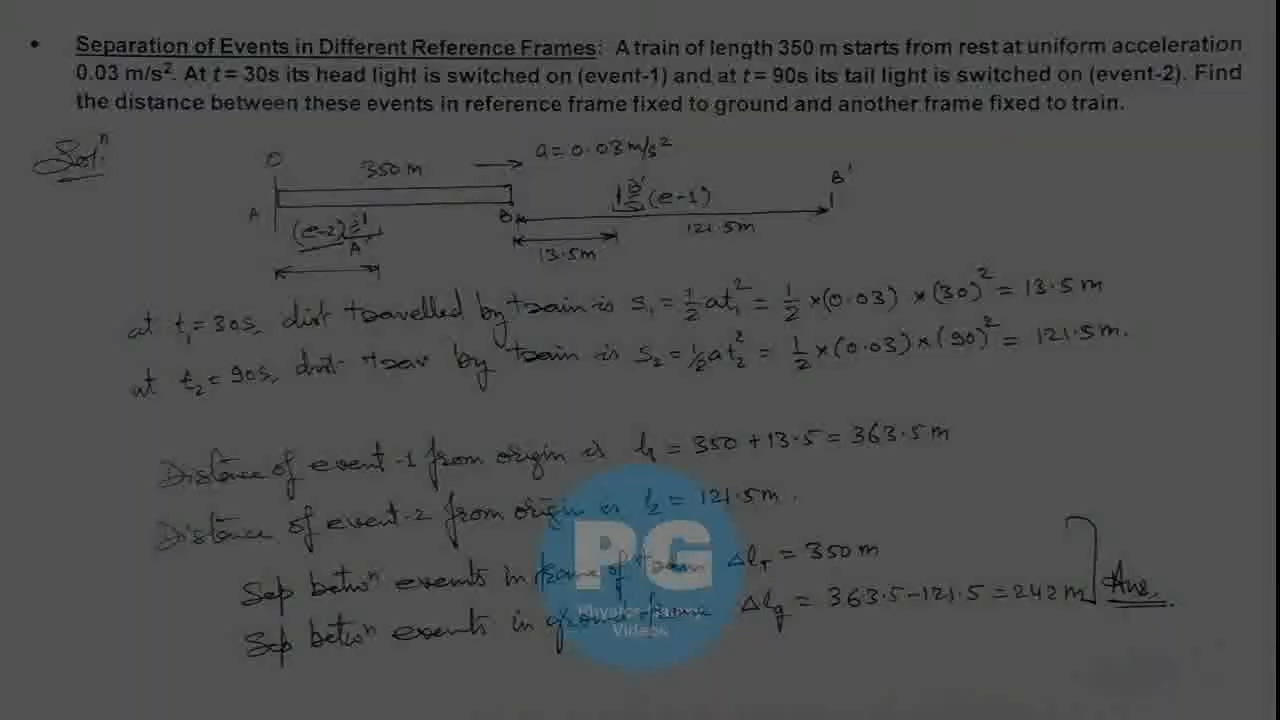 • Separation of Events in Different Reference Frames: A train of length 350 m starts from rest at uniform acceleration
0.03 m/s². At t = 30s its head light is switched on (event-1) and at t = 90s its tail light is switched on (event-2). Find
the distance between these events in reference frame fixed to ground and another frame fixed to train.
Solⁿ
O
350 m
a = 0.03 m/s²
A
B
B' (e-1)
B'
(e-2)
A'
13.5m
121.5m
at t₁ = 30s, dist travelled by train is s₁ = ½at₁² = ½ × (0.03) × (30)² = 13.5 m
at t₂ = 90s, dist trav by train is s₂ = ½at₂² = ½ × (0.03) × (90)² = 121.5 m.
Distance of event-1 from origin is l₁ = 350 + 13.5 = 363.5 m
Distance of event-2 from origin is l₂ = 121.5 m.
Sep betwⁿ events in frame of train Δl_T = 350 m
Sep betwⁿ events in ground frame Δl_g = 363.5 - 121.5 = 242 m
Ans.
PG
Physics Galaxy
Videos